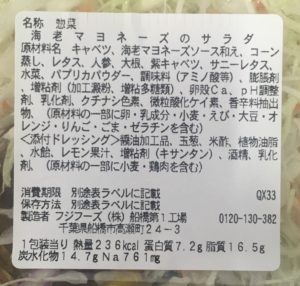 名称 惣菜
海老マヨネーズのサラダ
原材料名 キャベツ、海老マヨネーズソース和え、コーン
蒸し、レタス、人参、大根、紫キャベツ、サニーレタス、
水菜、パプリカパウダー、調味料(アミノ酸等)、膨脹剤、
増粘剤(加工澱粉、増粘多糖類)、卵殻Ca、pH調整
剤、乳化剤、クチナシ色素、微粒酸化ケイ素、香辛料抽出
物、(原材料の一部に卵・乳成分・小麦・えび・大豆・オ
レンジ・りんご・ごま・ゼラチンを含む)
<添付ドレッシング>醤油加工品、玉葱、米酢、植物油脂
、水飴、レモン果汁、増粘剤(キサンタン)、酒精、乳化
剤、(原材料の一部に小麦・鶏肉を含む)
消費期限 別途表ラベルに記載 QX33
保存方法 別途表ラベルに記載
製造者 フジフーズ(株)船橋第1工場 0120-130-382
千葉県船橋市高瀬町24-3
1包装当り 熱量236kcal 蛋白質7.2g 脂質16.5g
炭水化物14.7g Na761mg